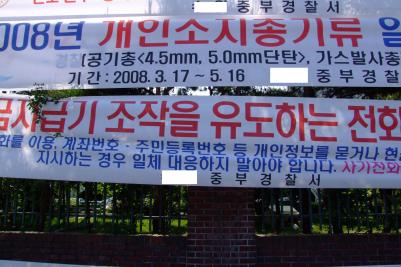 중부경찰서
2008년 개인소지총기류 일
(공기총<4.5mm, 5.0mm단탄>, 가스발사총
기 간 : 2008. 3. 17 ~ 5. 16 중부경찰
금지급기 조작을 유도하는 전화
화를 이용, 계좌번호 · 주민등록번호 등 개인정보를 묻거나 현
지시하는 경우 일체 대응하지 말아야 합니다. 사기전화
중 부 경 찰 서